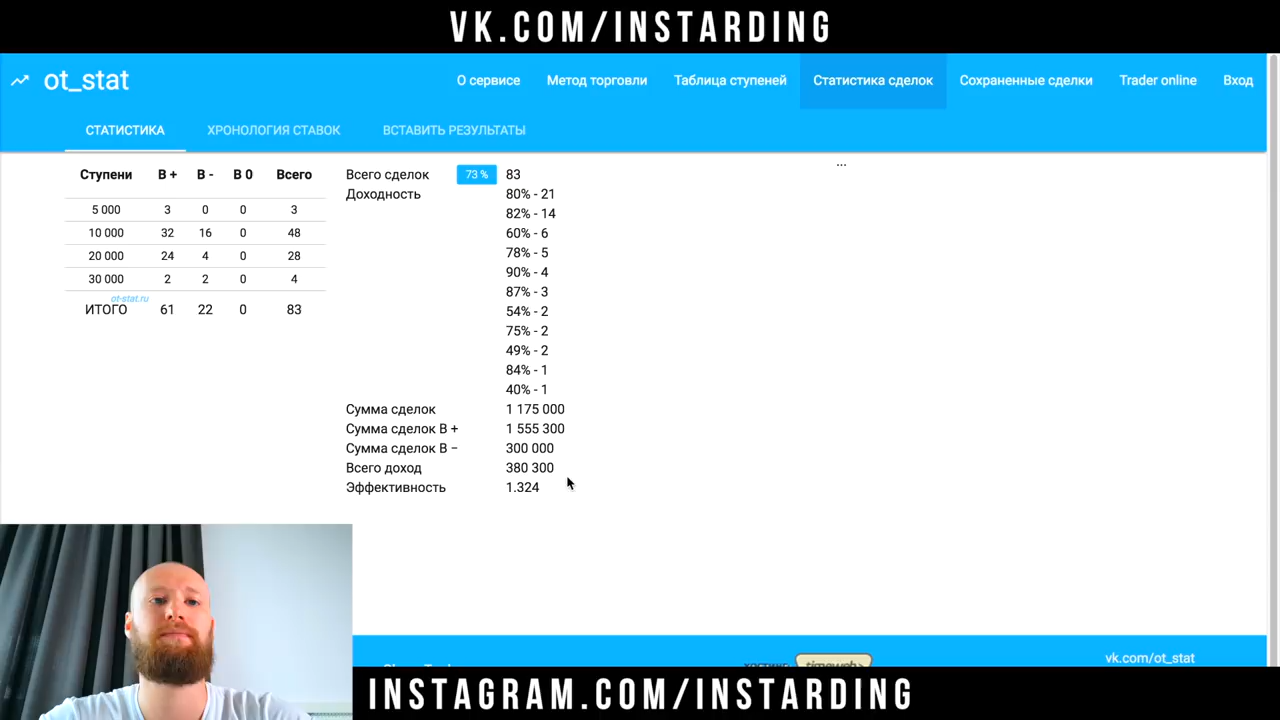 VK.COM/INSTARDING
ot_stat
О сервисе Метод торговли Таблица ступеней Статистика сделок Сохраненные сделки Trader online Вход
СТАТИСТИКА ХРОНОЛОГИЯ СТАВОК ВСТАВИТЬ РЕЗУЛЬТАТЫ
...
Ступени В + В - В 0 Всего
5 000 3 0 0 3
10 000 32 16 0 48
20 000 24 4 0 28
30 000 2 2 0 4
ot-stat.ru
ИТОГО 61 22 0 83
Всего сделок 73 % 83
Доходность 80% - 21
82% - 14
60% - 6
78% - 5
90% - 4
87% - 3
54% - 2
75% - 2
49% - 2
84% - 1
40% - 1
Сумма сделок 1 175 000
Сумма сделок В + 1 555 300
Сумма сделок В − 300 000
Всего доход 380 300
Эффективность 1.324
vk.com/ot_stat
INSTAGRAM.COM/INSTARDING